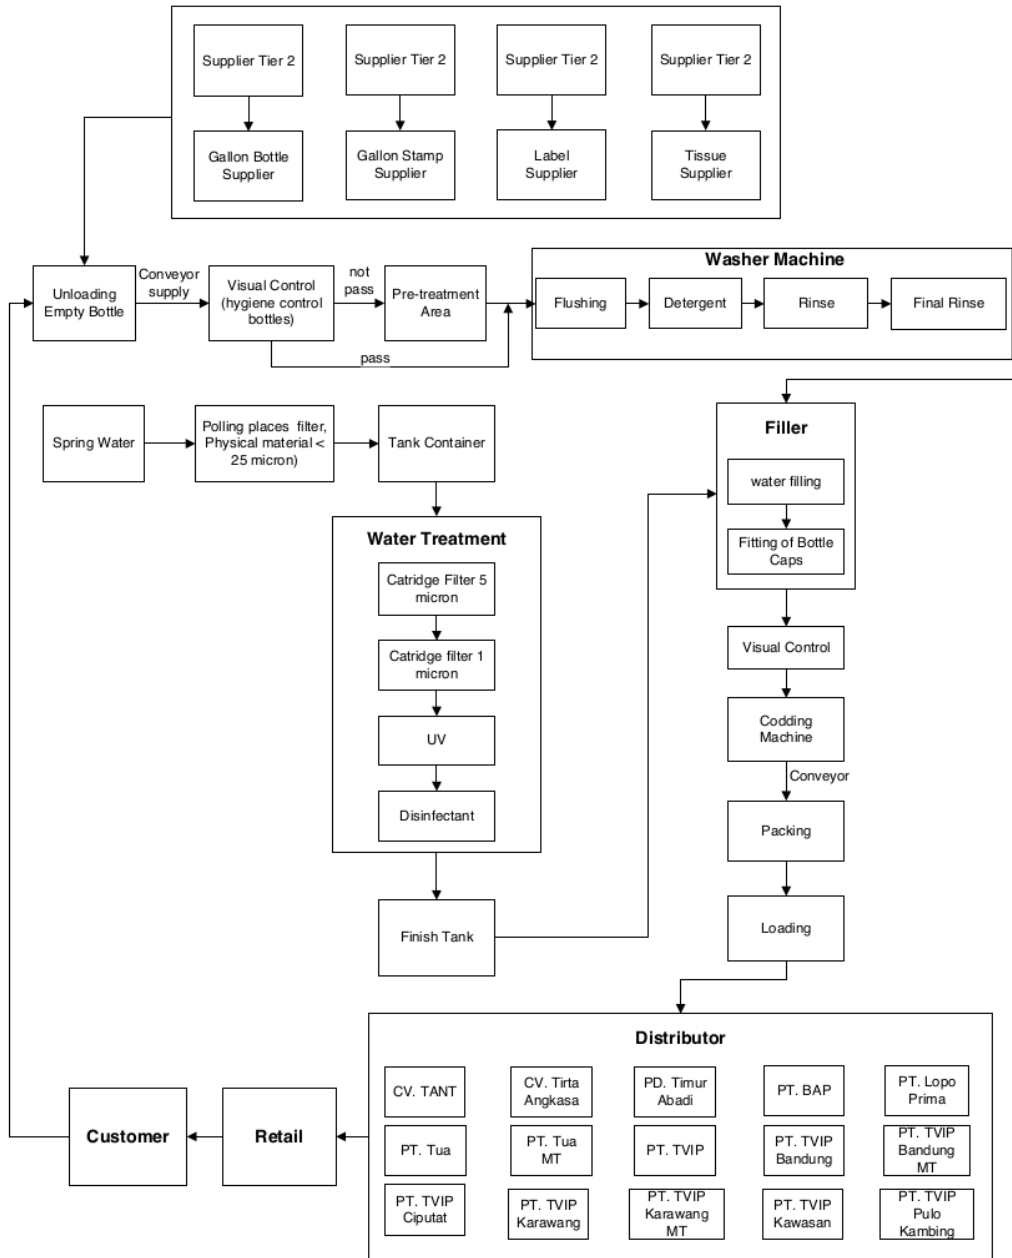 Supplier Tier 2
Supplier Tier 2
Supplier Tier 2
Supplier Tier 2
Gallon Bottle
Supplier
Gallon Stamp
Supplier
Label
Supplier
Tissue
Supplier
Unloading
Empty Bottle
Conveyor
supply
Visual Control
(hygiene control
bottles)
not
pass
Pre-treatment
Area
pass
Washer Machine
Flushing
Detergent
Rinse
Final Rinse
Spring Water
Polling places filter,
Physical material <
25 micron)
Tank Container
Water Treatment
Catridge Filter 5
micron
Catridge filter 1
micron
UV
Disinfectant
Finish Tank
Filler
water filling
Fitting of Bottle
Caps
Visual Control
Codding
Machine
Conveyor
Packing
Loading
Distributor
CV. TANT
CV. Tirta
Angkasa
PD. Timur
Abadi
PT. BAP
PT. Lopo
Prima
PT. Tua
PT. Tua
MT
PT. TVIP
PT. TVIP
Bandung
PT. TVIP
Bandung
MT
PT. TVIP
Ciputat
PT. TVIP
Karawang
PT. TVIP
Karawang
MT
PT. TVIP
Kawasan
PT. TVIP
Pulo
Kambing
Retail
Customer